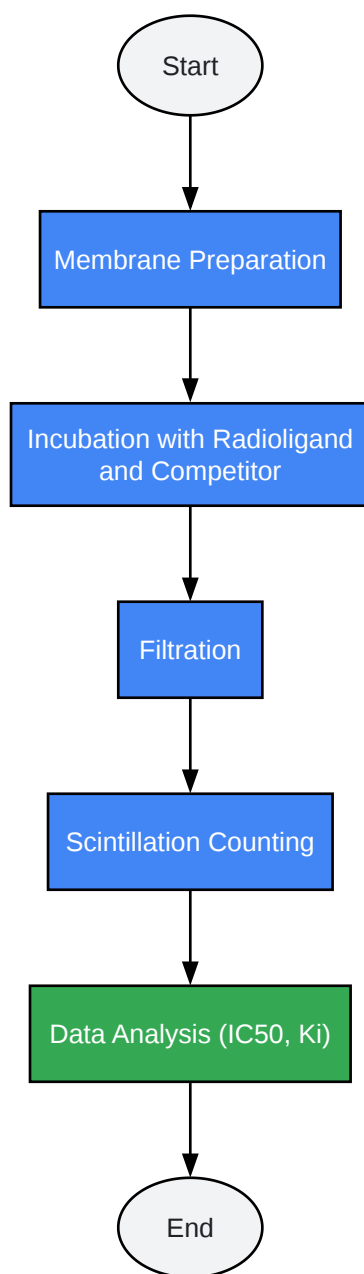 Start
Membrane Preparation
Incubation with Radioligand
and Competitor
Filtration
Scintillation Counting
Data Analysis (IC50, Ki)
End